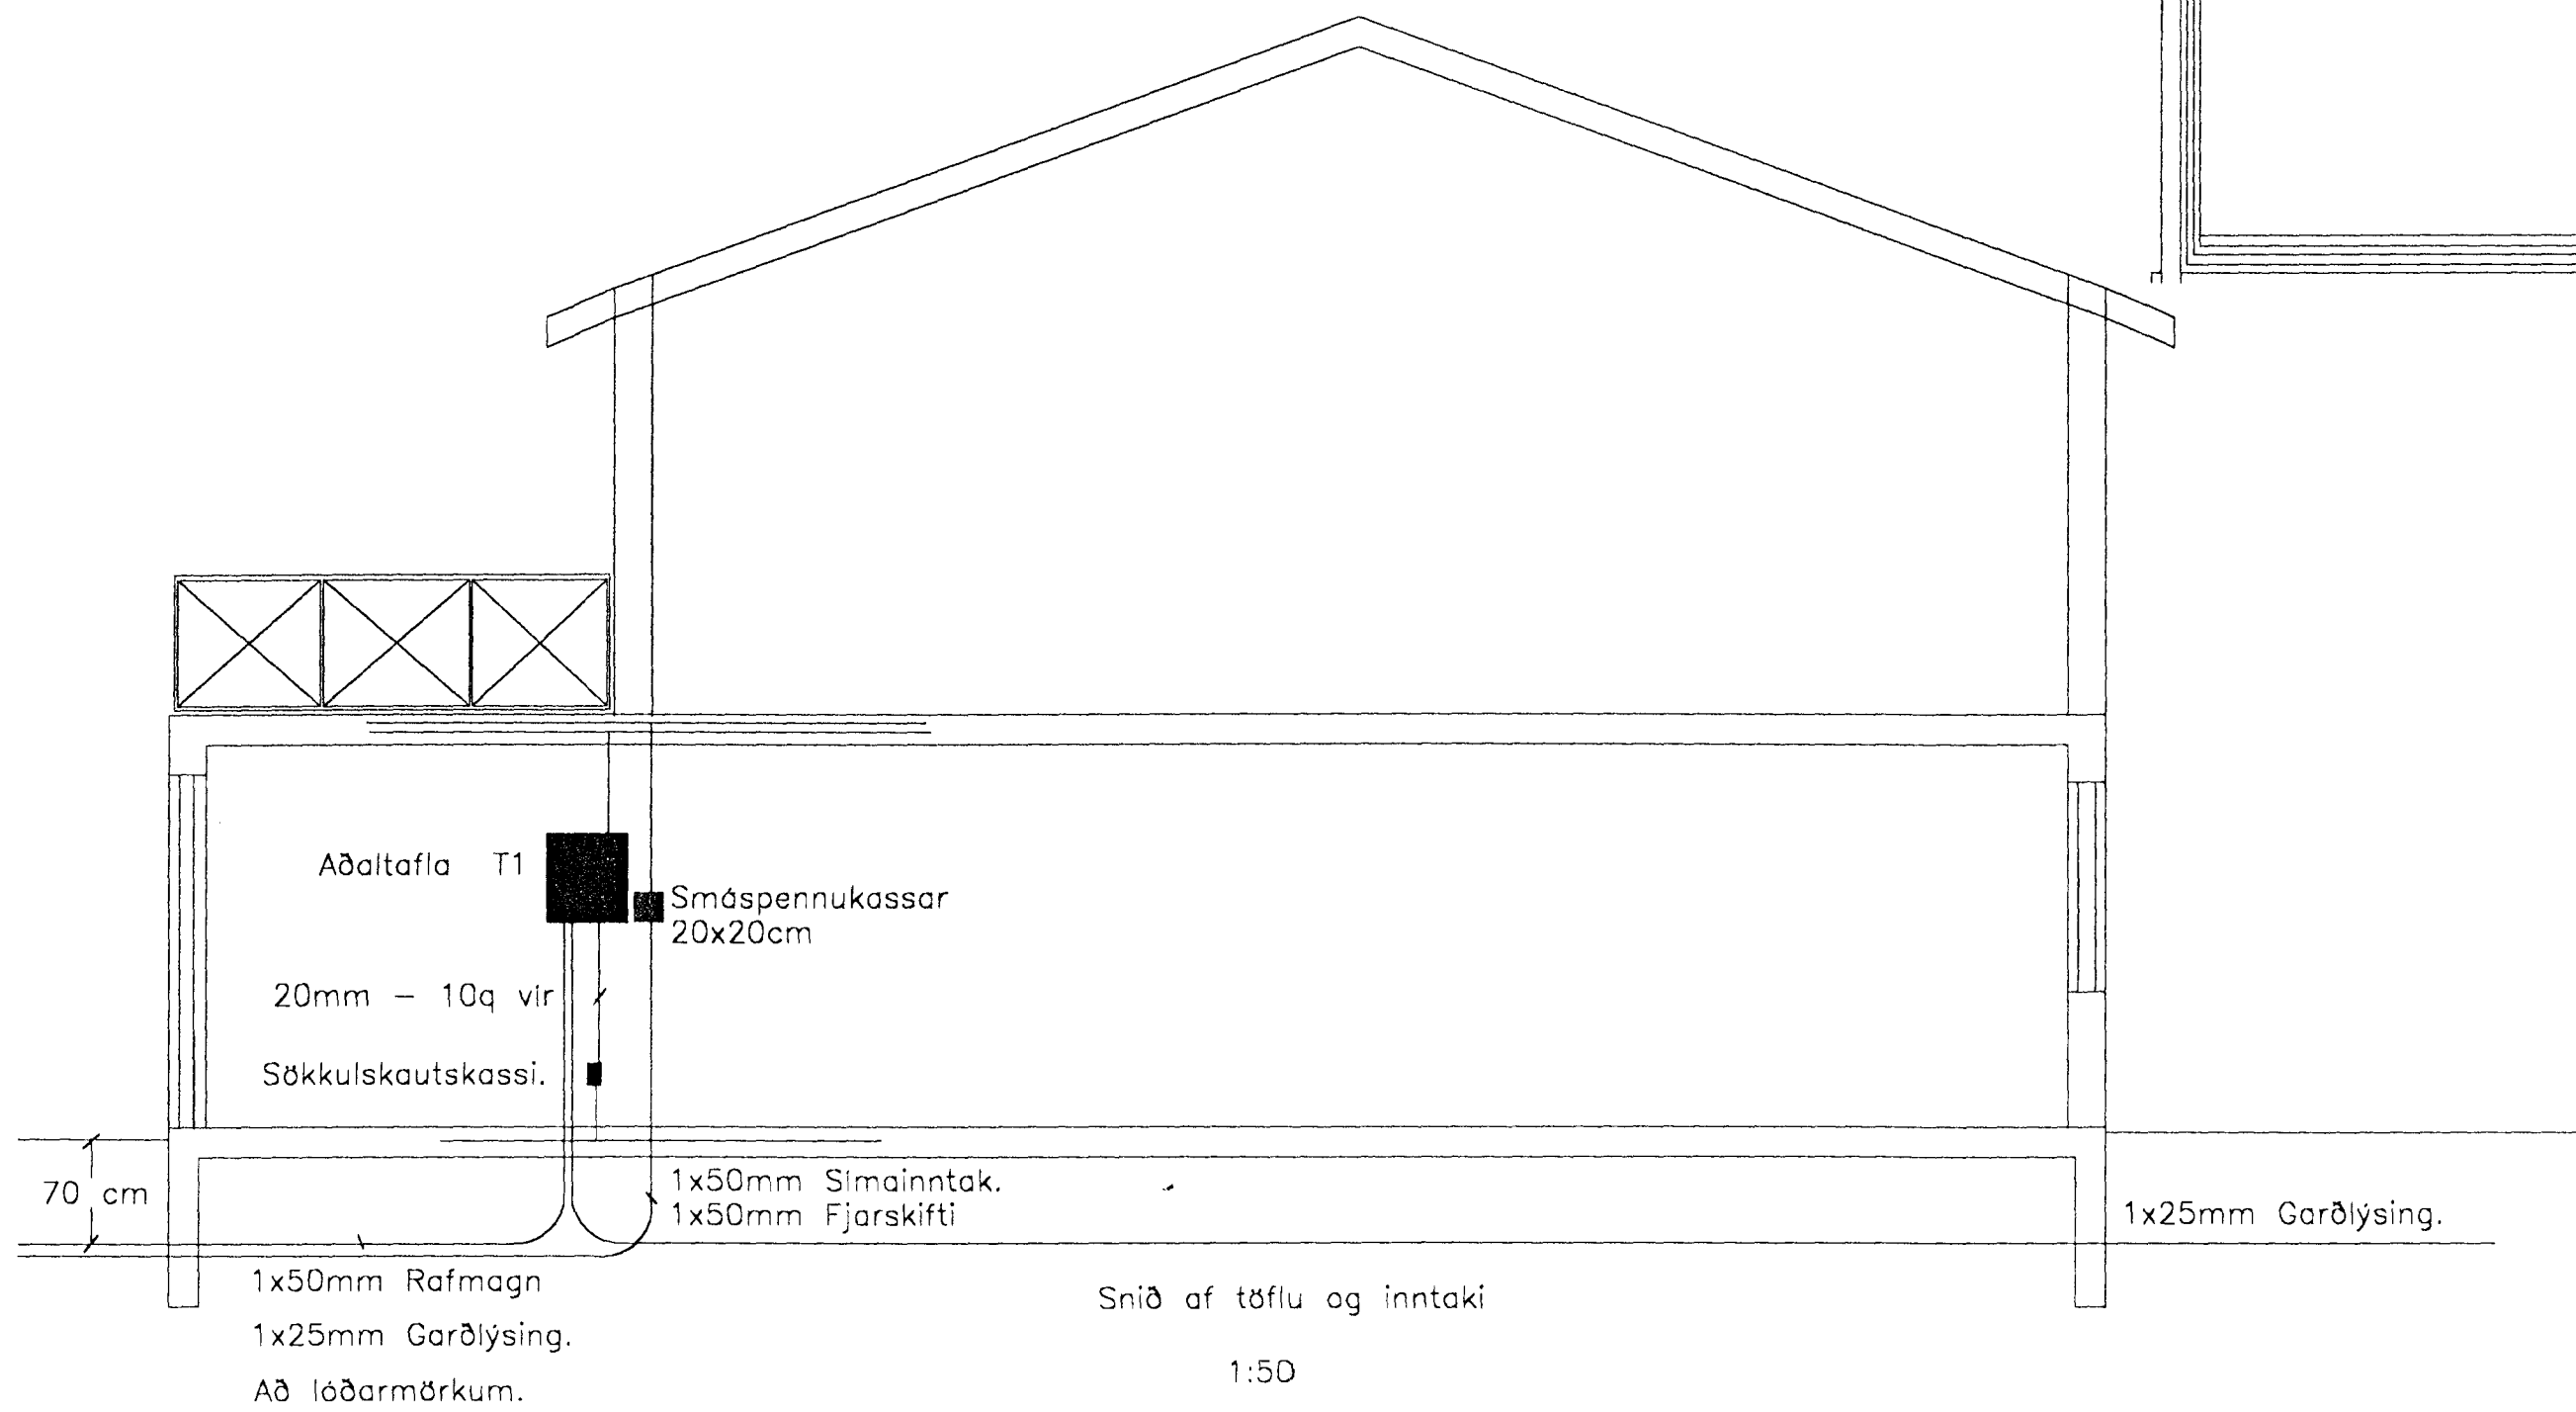 Aðaltafla T1
Smáspennukassar
20x20cm
20mm – 10q vír
Sökkulskautskassi.
70 cm
1x50mm Símainntak.
1x50mm Fjarskifti
1x25mm Garðlýsing.
1x50mm Rafmagn
1x25mm Garðlýsing.
Að lóðarmörkum.
Snið af töflu og inntaki
1:50